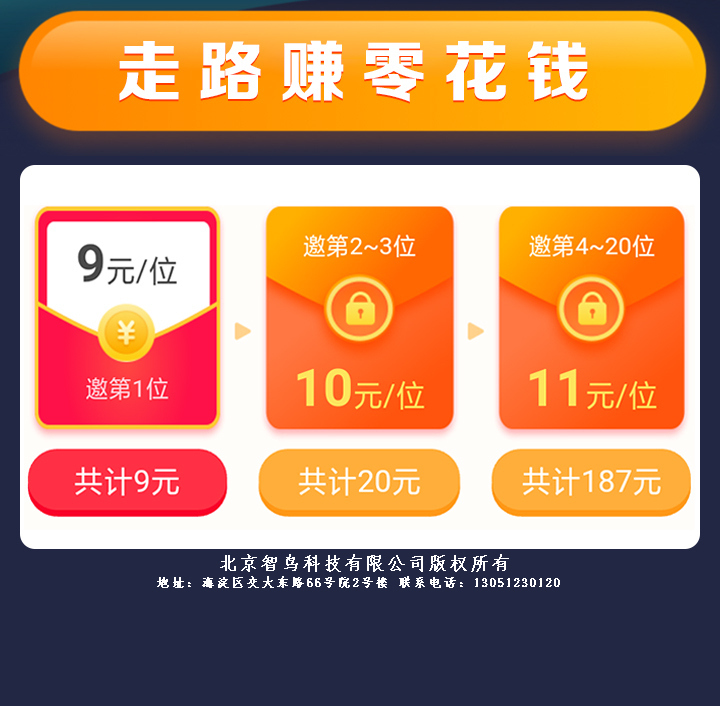 走路赚零花钱
9元/位
¥
邀第1位
邀第2~3位
10元/位
邀第4~20位
11元/位
共计9元
共计20元
共计187元
北京智鸟科技有限公司版权所有
地址：海淀区交大东路66号院2号楼 联系电话：13051230120